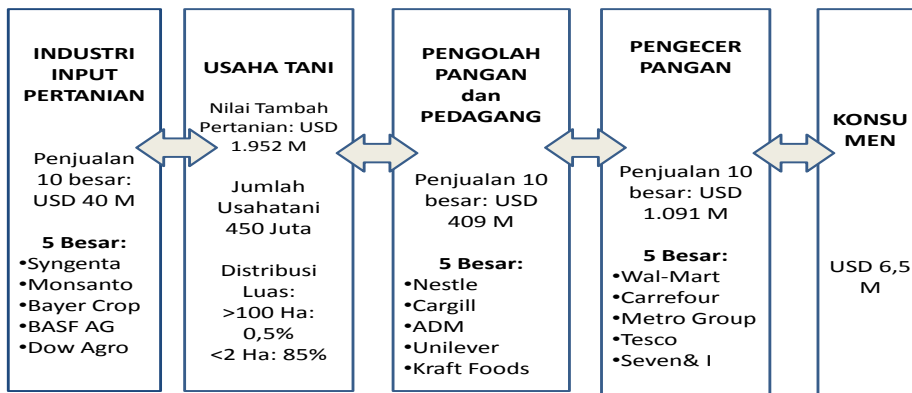 INDUSTRI
INPUT
PERTANIAN
Penjualan
10 besar:
USD 40 M
5 Besar:
•Syngenta
•Monsanto
•Bayer Crop
•BASF AG
•Dow Agro
USAHA TANI
Nilai Tambah
Pertanian: USD
1.952 M
Jumlah
Usahatani
450 Juta
Distribusi
Luas:
>100 Ha:
0,5%
<2 Ha: 85%
PENGOLAH
PANGAN
dan
PEDAGANG
Penjualan 10
besar: USD
409 M
5 Besar:
•Nestle
•Cargill
•ADM
•Unilever
•Kraft Foods
PENGECER
PANGAN
Penjualan 10
besar: USD
1.091 M
5 Besar:
•Wal-Mart
•Carrefour
•Metro Group
•Tesco
•Seven& I
KONSU
MEN
USD 6,5
M